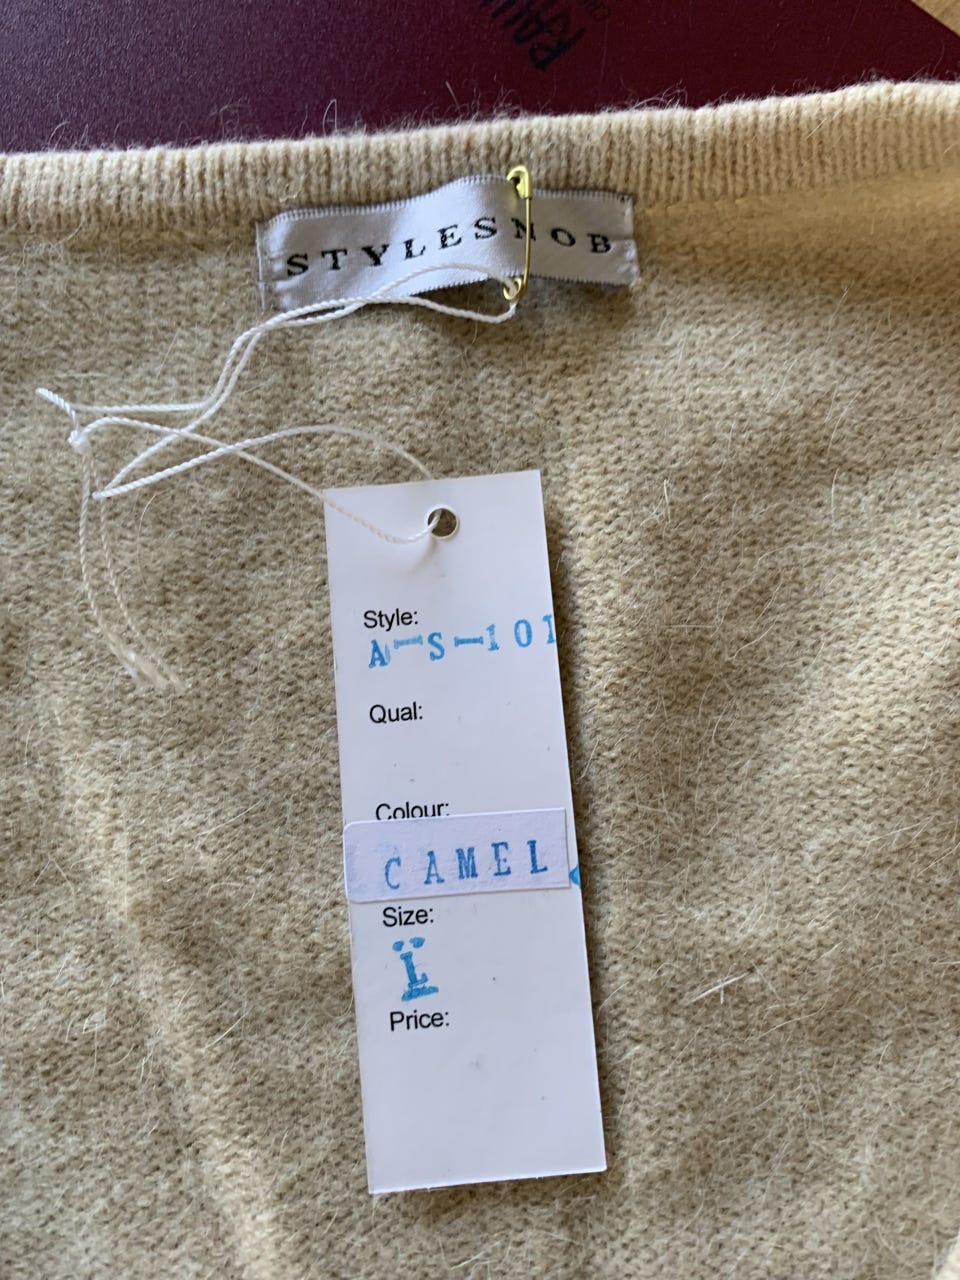 STYLESNOB
Style:
A-S-101
Qual:
Colour:
CAMEL
Size:
L
Price: